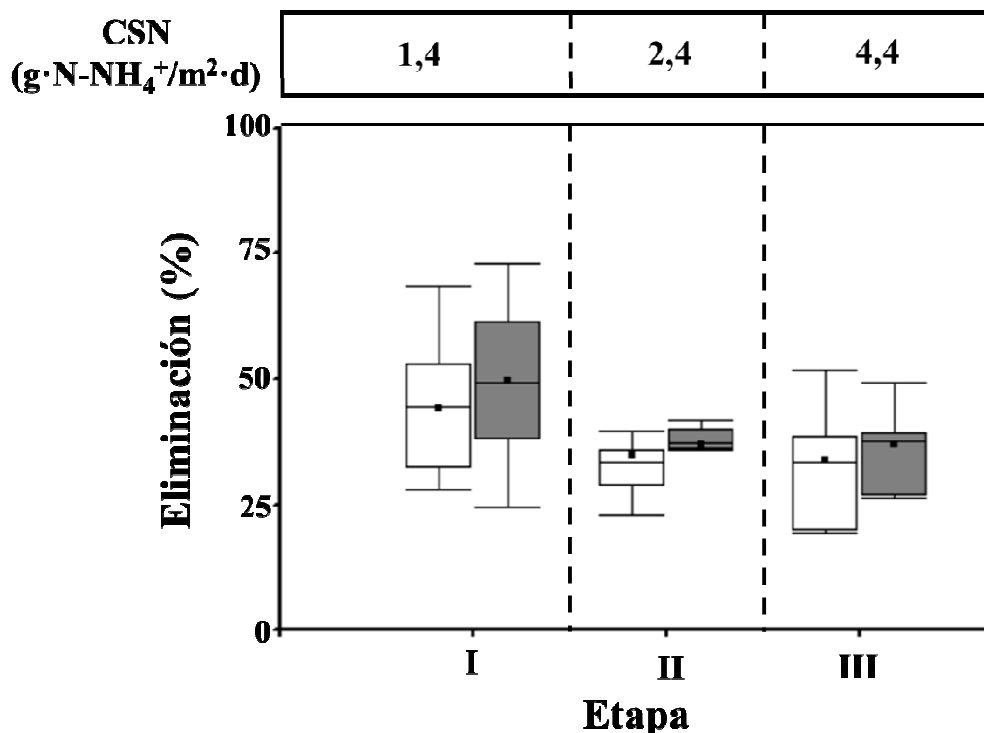 CSN
(g·N-NH₄⁺/m²·d)
1,4
2,4
4,4
100
75
50
25
0
Eliminación (%)
I
II
III
Etapa